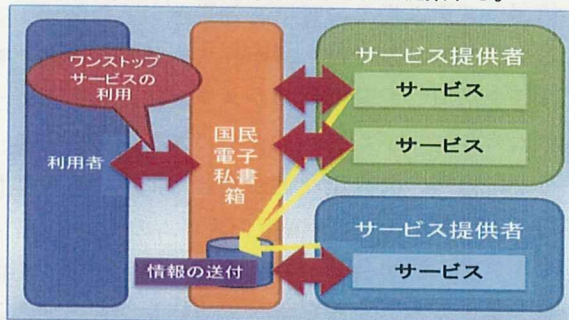 ワンストップ
サービスの
利用
利用者
国民
電子
私書
箱
情報の送付
サービス提供者
サービス
サービス
サービス提供者
サービス